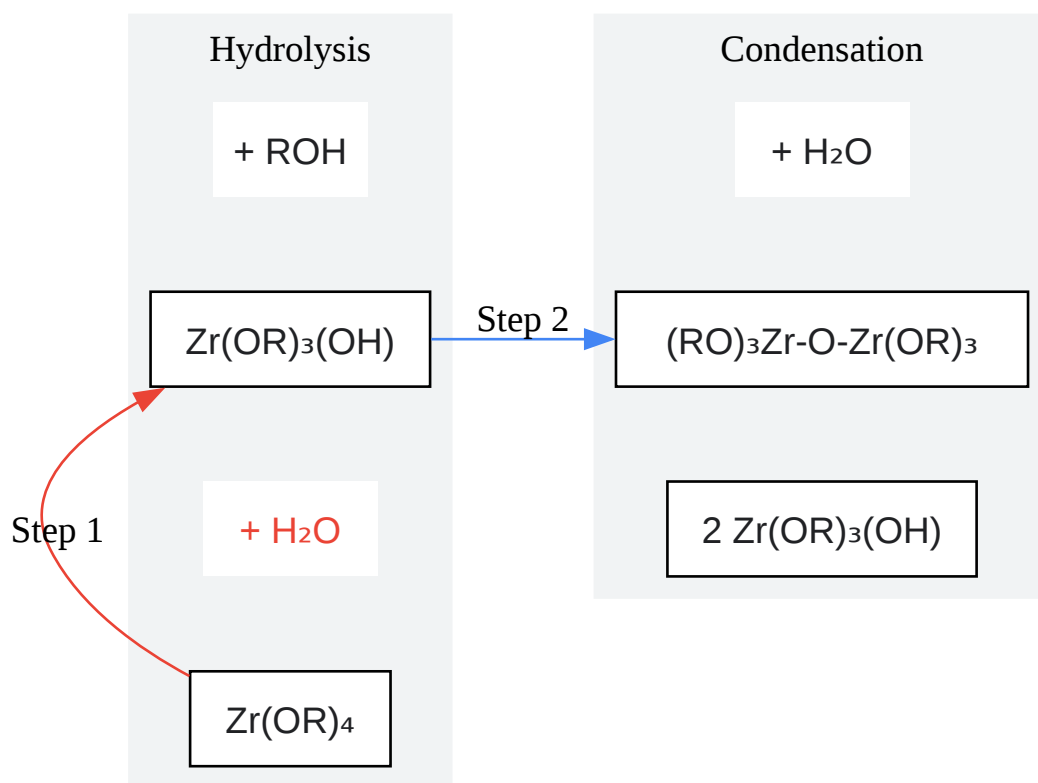 Hydrolysis
+ ROH
Zr(OR)₃(OH)
+ H₂O
Zr(OR)₄
Step 1
Step 2
Condensation
+ H₂O
(RO)₃Zr-O-Zr(OR)₃
2 Zr(OR)₃(OH)